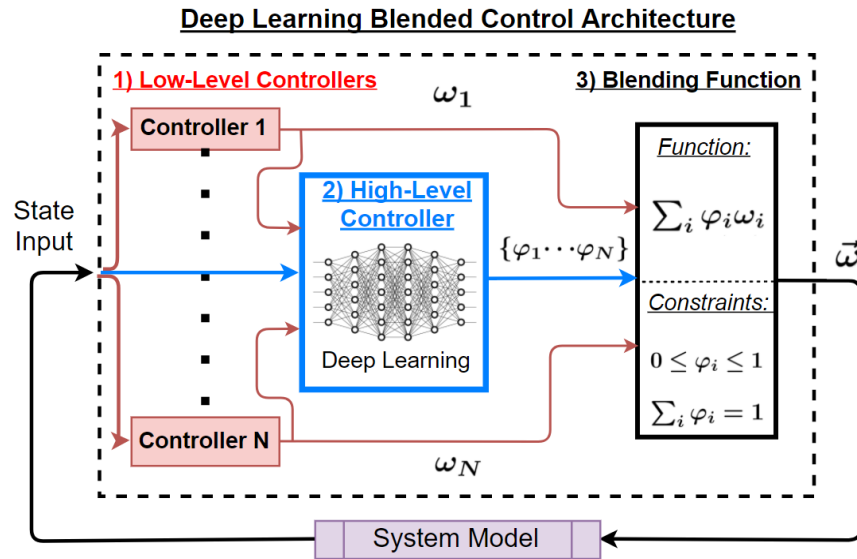 Deep Learning Blended Control Architecture
1) Low-Level Controllers
ω₁
3) Blending Function
Controller 1
Function:
2) High-Level
Controller
State
Input
∑ᵢ φᵢωᵢ
{φ₁⋯φ_N}
ω⃗
Constraints:
Deep Learning
0 ≤ φᵢ ≤ 1
∑ᵢ φᵢ = 1
Controller N
ω_N
System Model